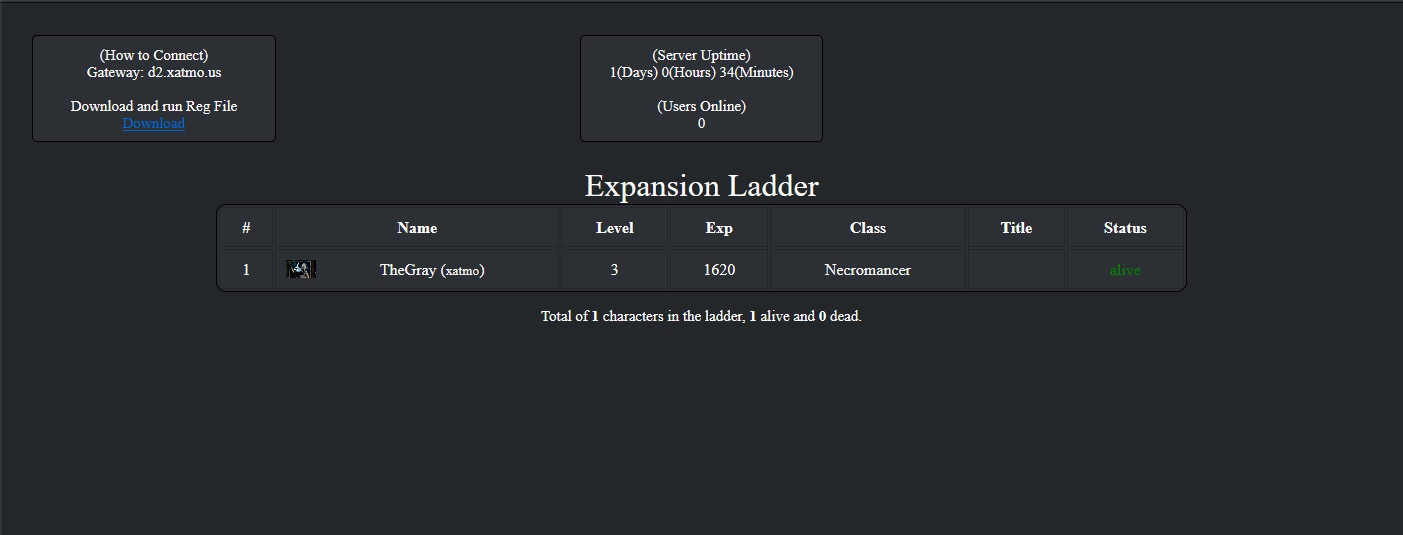 (How to Connect)
Gateway: d2.xatmo.us
Download and run Reg File
Download
(Server Uptime)
1(Days) 0(Hours) 34(Minutes)
(Users Online)
0
Expansion Ladder
# Name Level Exp Class Title Status
1 TheGray (xatmo) 3 1620 Necromancer alive
Total of 1 characters in the ladder, 1 alive and 0 dead.